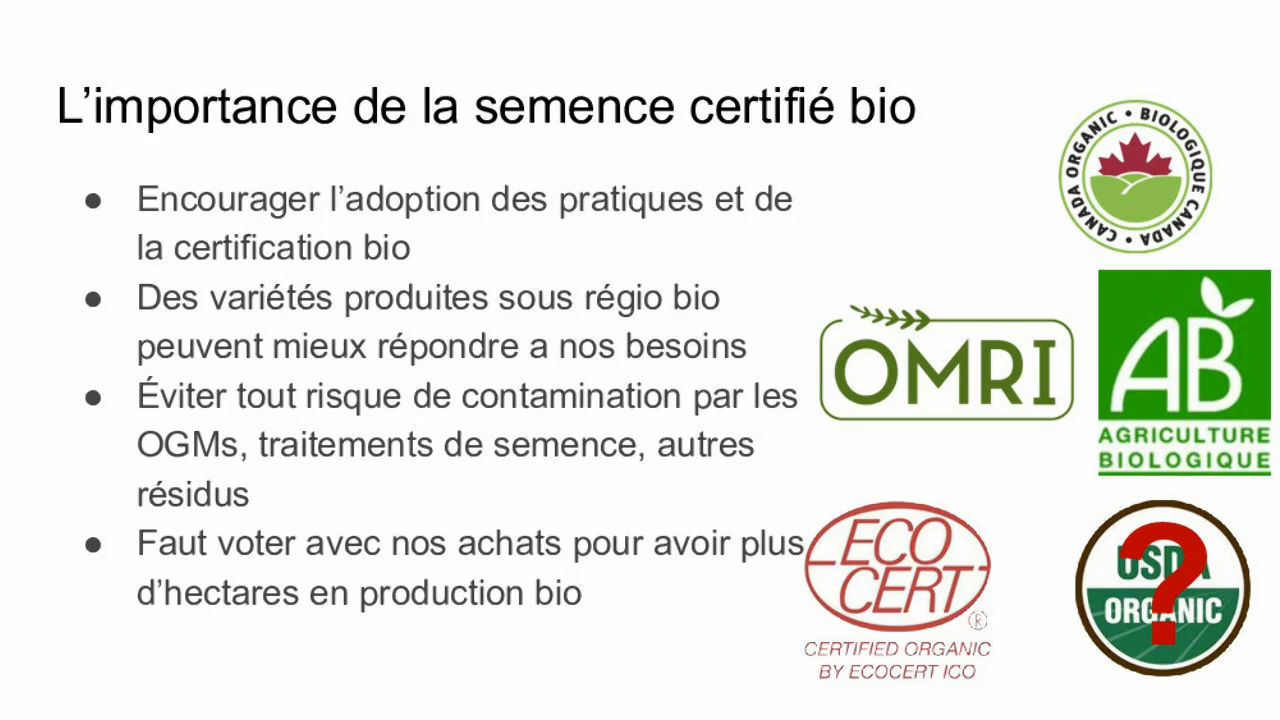 L’importance de la semence certifié bio
● Encourager l’adoption des pratiques et de
la certification bio
● Des variétés produites sous régio bio
peuvent mieux répondre a nos besoins
● Éviter tout risque de contamination par les
OGMs, traitements de semence, autres
résidus
● Faut voter avec nos achats pour avoir plus
d’hectares en production bio
CANADA ORGANIC • BIOLOGIQUE CANADA •
OMRI
AB
AGRICULTURE
BIOLOGIQUE
ECO
CERT
®
CERTIFIED ORGANIC
BY ECOCERT ICO
USDA
ORGANIC
?